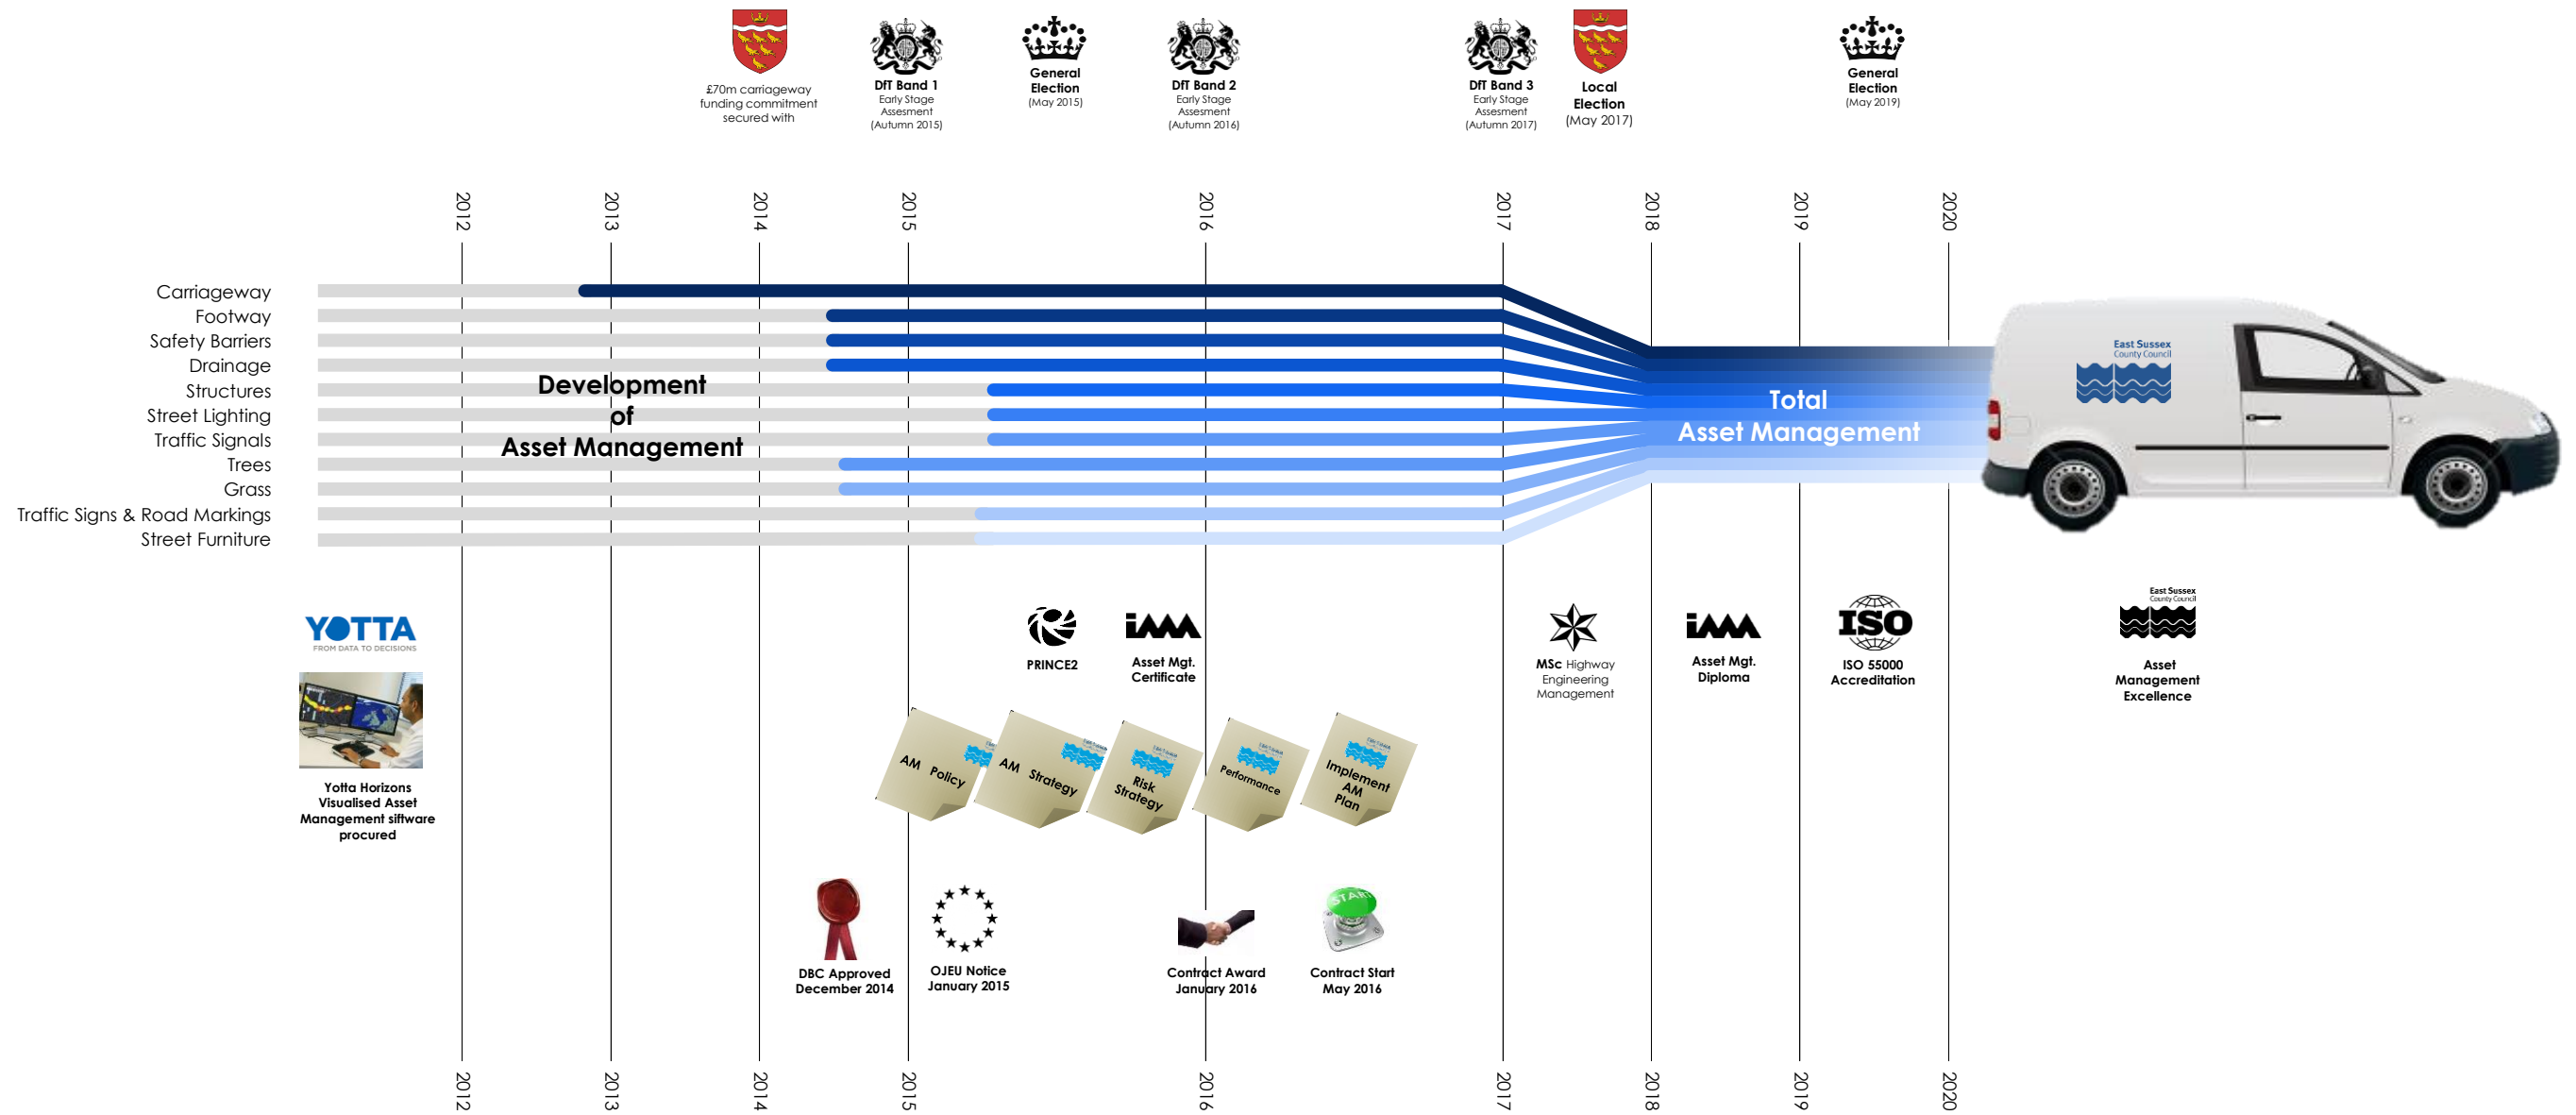 £70m carriageway
funding commitment
secured with
DfT Band 1
Early Stage
Assesment
(Autumn 2015)
General
Election
(May 2015)
DfT Band 2
Early Stage
Assesment
(Autumn 2016)
DfT Band 3
Early Stage
Assesment
(Autumn 2017)
Local
Election
(May 2017)
General
Election
(May 2019)
2012
2013
2014
2015
2016
2017
2018
2019
2020
Carriageway
Footway
Safety Barriers
Drainage
Structures
Street Lighting
Traffic Signals
Trees
Grass
Traffic Signs & Road Markings
Street Furniture
Development
of
Asset Management
Total
Asset Management
East Sussex
County Council
YOTTA
FROM DATA TO DECISIONS
Yotta Horizons
Visualised Asset
Management siftware
procured
PRINCE2
iAM
Asset Mgt.
Certificate
MSc Highway
Engineering
Management
iAM
Asset Mgt.
Diploma
ISO
ISO 55000
Accreditation
East Sussex
County Council
Asset
Management
Excellence
AM Policy
AM Strategy
Risk
Strategy
Performance
Implement
AM
Plan
DBC Approved
December 2014
OJEU Notice
January 2015
Contract Award
January 2016
START
Contract Start
May 2016
2012
2013
2014
2015
2016
2017
2018
2019
2020